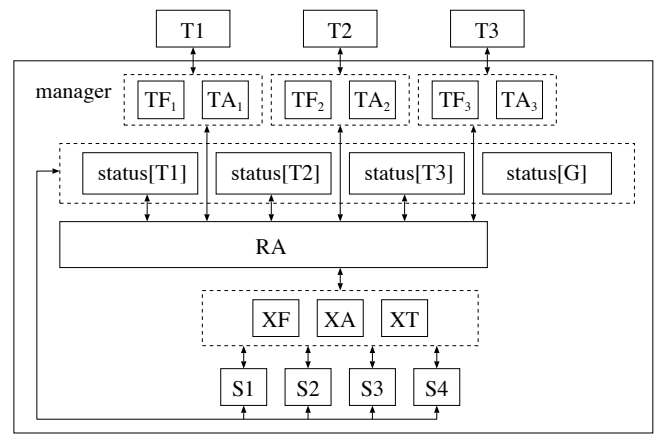 T1 T2 T3
manager
TF₁ TA₁ TF₂ TA₂ TF₃ TA₃
status[T1] status[T2] status[T3] status[G]
RA
XF XA XT
S1 S2 S3 S4